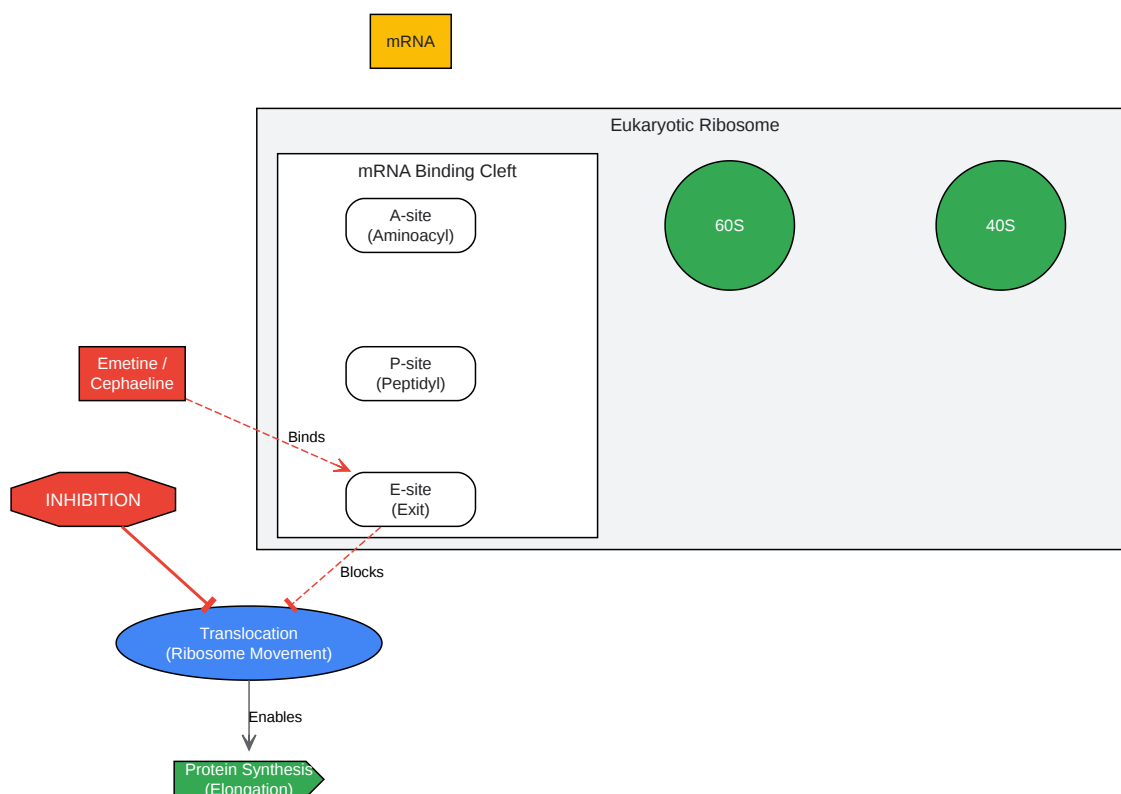 mRNA
Eukaryotic Ribosome
mRNA Binding Cleft
A-site
(Aminoacyl)
60S
40S
P-site
(Peptidyl)
Emetine /
Cephaeline
Binds
E-site
(Exit)
INHIBITION
Blocks
Translocation
(Ribosome Movement)
Enables
Protein Synthesis
(Elongation)